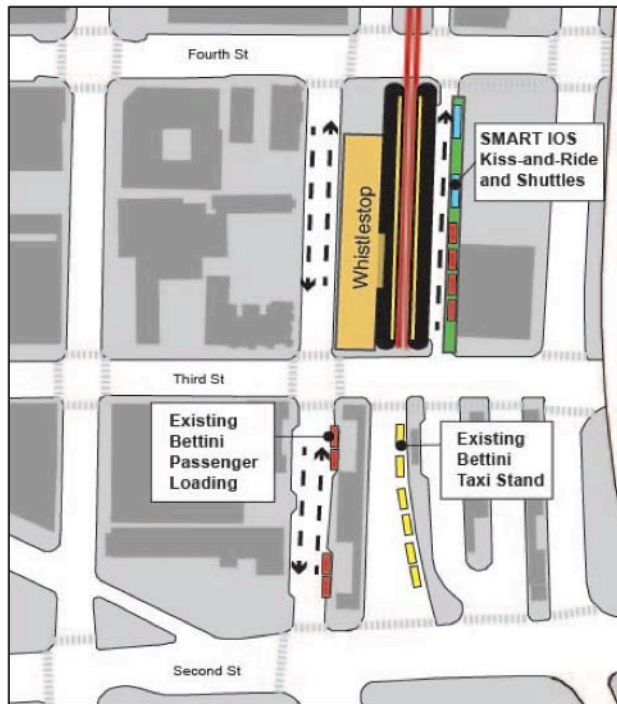 Fourth St
SMART IOS
Kiss-and-Ride
and Shuttles
Whistlestop
Third St
Existing
Bettini
Passenger
Loading
Existing
Bettini
Taxi Stand
Second St